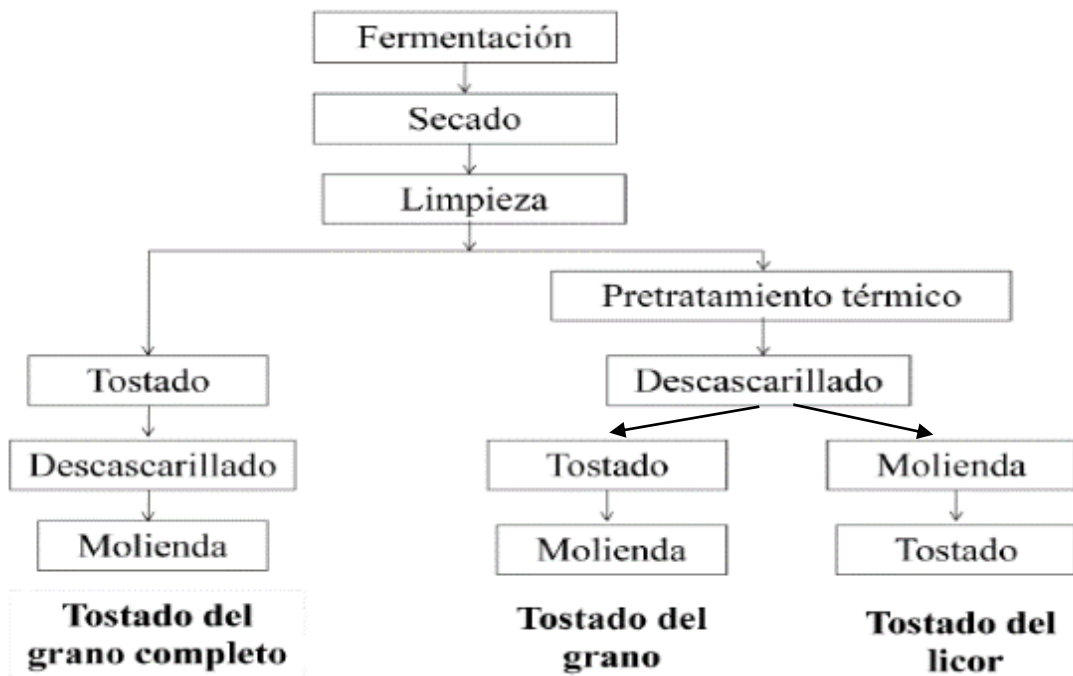 Fermentación
Secado
Limpieza
Pretratamiento térmico
Tostado
Descascarillado
Descascarillado
Tostado
Molienda
Molienda
Molienda
Tostado
Tostado del
grano completo
Tostado del
grano
Tostado del
licor